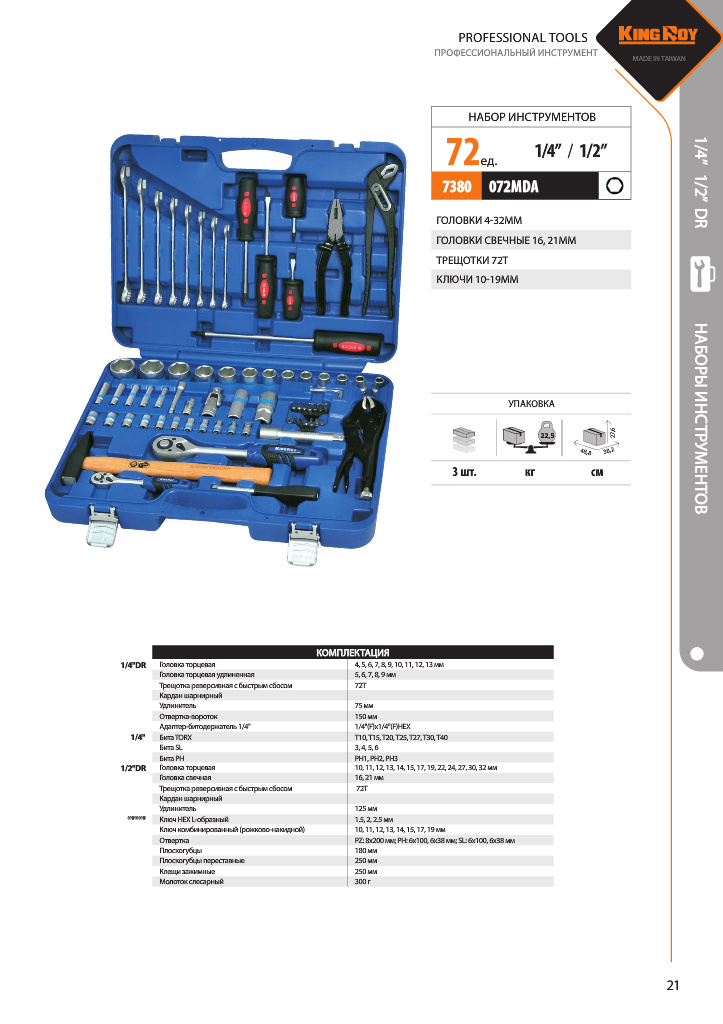 PROFESSIONAL TOOLS
ПРОФЕССИОНАЛЬНЫЙ ИНСТРУМЕНТ
KING ROY
MADE IN TAIWAN
НАБОР ИНСТРУМЕНТОВ
72 ед. 1/4” / 1/2”
7380 072MDA
ГОЛОВКИ 4-32ММ
ГОЛОВКИ СВЕЧНЫЕ 16, 21ММ
ТРЕЩОТКИ 72Т
КЛЮЧИ 10-19ММ
1/4” 1/2” DR
НАБОРЫ ИНСТРУМЕНТОВ
УПАКОВКА
22,5
48,8 38,2 27,6
3 шт. кг см
КОМПЛЕКТАЦИЯ
1/4"DR Головка торцевая 4, 5, 6, 7, 8, 9, 10, 11, 12, 13 мм
Головка торцевая удлиненная 5, 6, 7, 8, 9 мм
Трещотка реверсивная с быстрым сбосом 72Т
Кардан шарнирный
Удлинитель 75 мм
Отвертка-вороток 150 мм
Адаптер-битодержатель 1/4" 1/4"(F)x1/4"(F)HEX
1/4" Бита TORX T10, T15, T20, T25, T27, T30, T40
Бита SL 3, 4, 5, 6
Бита PH PH1, PH2, PH3
1/2"DR Головка торцевая 10, 11, 12, 13, 14, 15, 17, 19, 22, 24, 27, 30, 32 мм
Головка свечная 16, 21 мм
Трещотка реверсивная с быстрым сбосом 72Т
Кардан шарнирный
Удлинитель 125 мм
Ключ HEX L-образный 1.5, 2, 2.5 мм
Ключ комбинированный (рожково-накидной) 10, 11, 12, 13, 14, 15, 17, 19 мм
Отвертка PZ: 8x200 мм; PH: 6x100, 6x38 мм; SL: 6x100, 6x38 мм
Плоскогубцы 180 мм
Плоскогубцы переставные 250 мм
Клещи зажимные 250 мм
Молоток слесарный 300 г
21